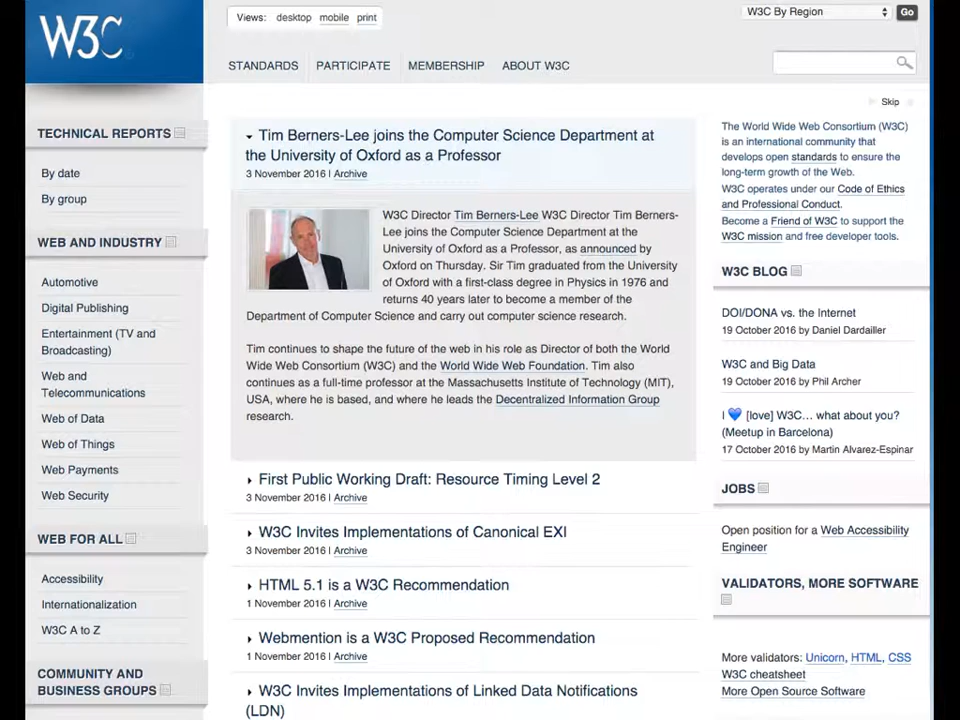 W3C
Views: desktop mobile print
W3C By Region
Go
STANDARDS PARTICIPATE MEMBERSHIP ABOUT W3C
Skip
TECHNICAL REPORTS
By date
By group
WEB AND INDUSTRY
Automotive
Digital Publishing
Entertainment (TV and
Broadcasting)
Web and
Telecommunications
Web of Data
Web of Things
Web Payments
Web Security
WEB FOR ALL
Accessibility
Internationalization
W3C A to Z
COMMUNITY AND
BUSINESS GROUPS
Tim Berners-Lee joins the Computer Science Department at
the University of Oxford as a Professor
3 November 2016 | Archive
W3C Director Tim Berners-Lee W3C Director Tim Berners-
Lee joins the Computer Science Department at the
University of Oxford as a Professor, as announced by
Oxford on Thursday. Sir Tim graduated from the University
of Oxford with a first-class degree in Physics in 1976 and
returns 40 years later to become a member of the
Department of Computer Science and carry out computer science research.
Tim continues to shape the future of the web in his role as Director of both the World
Wide Web Consortium (W3C) and the World Wide Web Foundation. Tim also
continues as a full-time professor at the Massachusetts Institute of Technology (MIT),
USA, where he is based, and where he leads the Decentralized Information Group
research.
First Public Working Draft: Resource Timing Level 2
3 November 2016 | Archive
W3C Invites Implementations of Canonical EXI
3 November 2016 | Archive
HTML 5.1 is a W3C Recommendation
1 November 2016 | Archive
Webmention is a W3C Proposed Recommendation
1 November 2016 | Archive
W3C Invites Implementations of Linked Data Notifications
(LDN)
The World Wide Web Consortium (W3C)
is an international community that
develops open standards to ensure the
long-term growth of the Web.
W3C operates under our Code of Ethics
and Professional Conduct.
Become a Friend of W3C to support the
W3C mission and free developer tools.
W3C BLOG
DOI/DONA vs. the Internet
19 October 2016 by Daniel Dardailler
W3C and Big Data
19 October 2016 by Phil Archer
I 💙 [love] W3C… what about you?
(Meetup in Barcelona)
17 October 2016 by Martin Alvarez-Espinar
JOBS
Open position for a Web Accessibility
Engineer
VALIDATORS, MORE SOFTWARE
More validators: Unicorn, HTML, CSS
W3C cheatsheet
More Open Source Software